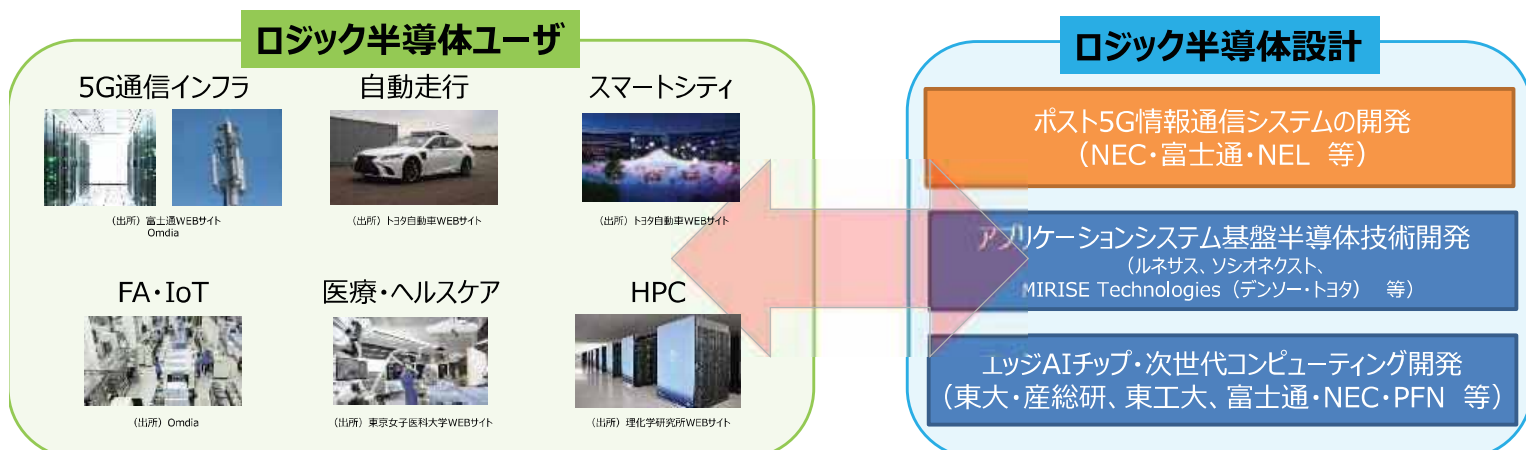 ロジック半導体ユーザ
5G通信インフラ
自動走行
スマートシティ
（出所）富士通WEBサイト
Omdia
（出所）トヨタ自動車WEBサイト
（出所）トヨタ自動車WEBサイト
FA・IoT
医療・ヘルスケア
HPC
（出所）Omdia
（出所）東京女子医科大学WEBサイト
（出所）理化学研究所WEBサイト
ロジック半導体設計
ポスト5G情報通信システムの開発
（NEC・富士通・NEL 等）
アプリケーションシステム基盤半導体技術開発
（ルネサス、ソシオネクスト、
MIRISE Technologies（デンソー・トヨタ） 等）
エッジAIチップ・次世代コンピューティング開発
（東大・産総研、東工大、富士通・NEC・PFN 等）